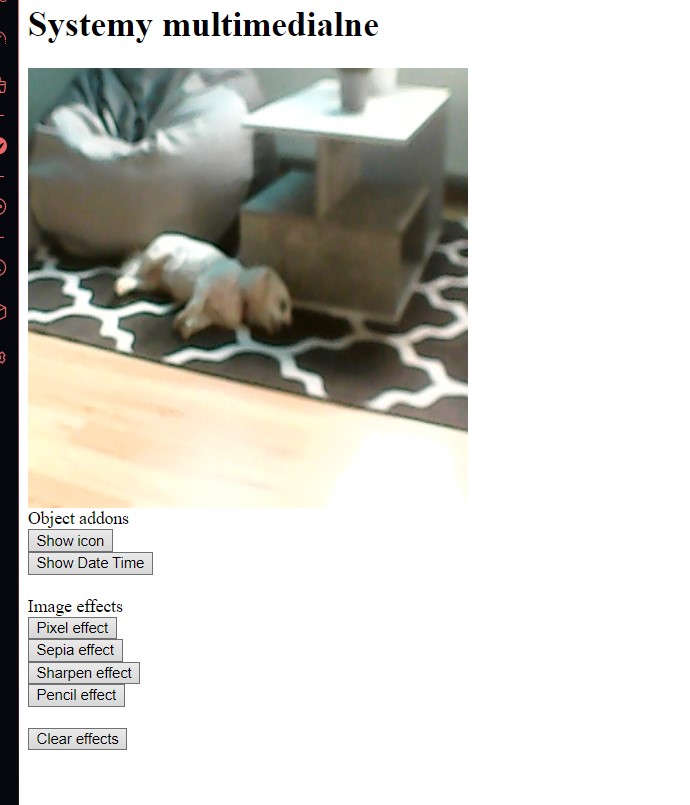 Systemy multimedialne
Object addons
Show icon
Show Date Time
Image effects
Pixel effect
Sepia effect
Sharpen effect
Pencil effect
Clear effects